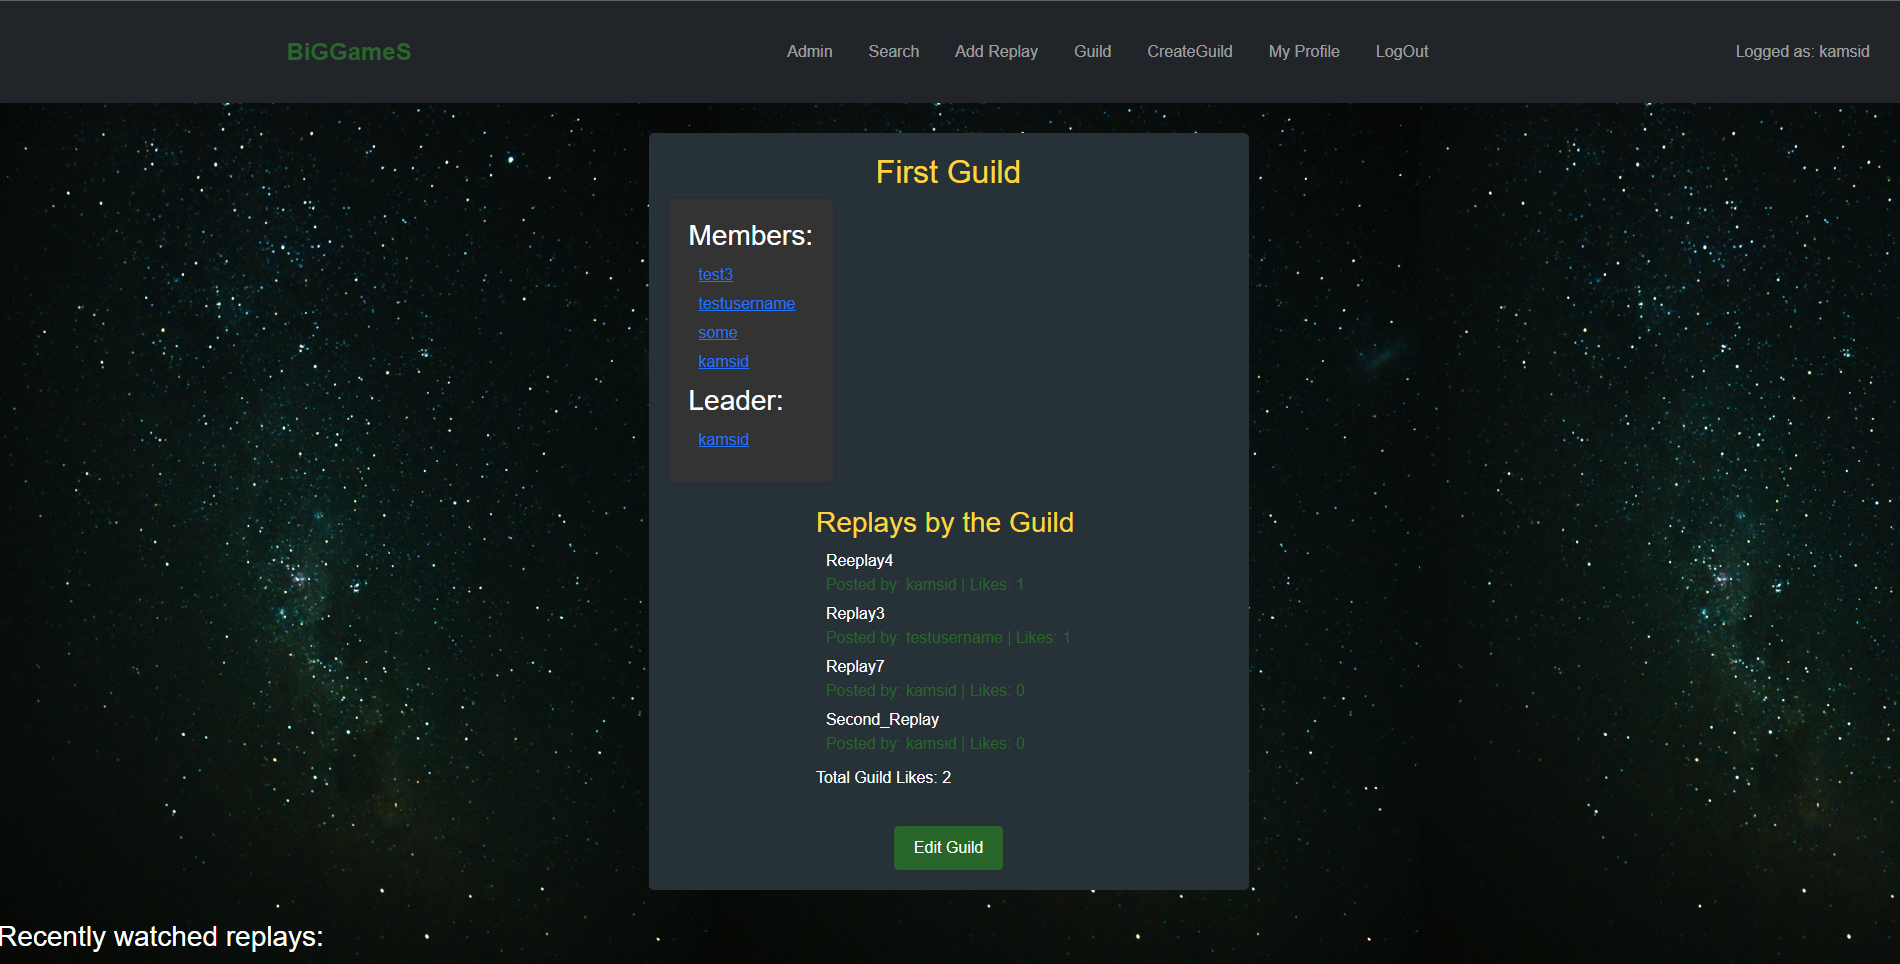 BiGGameS
Admin Search Add Replay Guild CreateGuild My Profile LogOut
Logged as: kamsid
First Guild
Members:
test3
testusername
some
kamsid
Leader:
kamsid
Replays by the Guild
Reeplay4
Posted by: kamsid | Likes: 1
Replay3
Posted by: testusername | Likes: 1
Replay7
Posted by: kamsid | Likes: 0
Second_Replay
Posted by: kamsid | Likes: 0
Total Guild Likes: 2
Edit Guild
Recently watched replays: